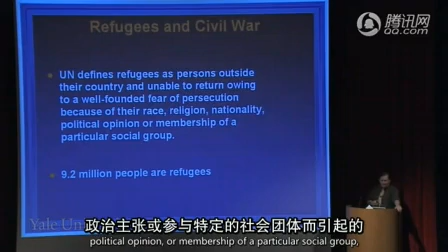 腾讯网
QQ.com
Refugees and Civil War
UN defines refugees as persons outside
their country and unable to return owing
to a well-founded fear of persecution
because of their race, religion, nationality,
political opinion or membership of a
particular social group.
9.2 million people are refugees
Yale Un
政治主张或参与特定的社会团体而引起的
political opinion, or membership of a particular social group,